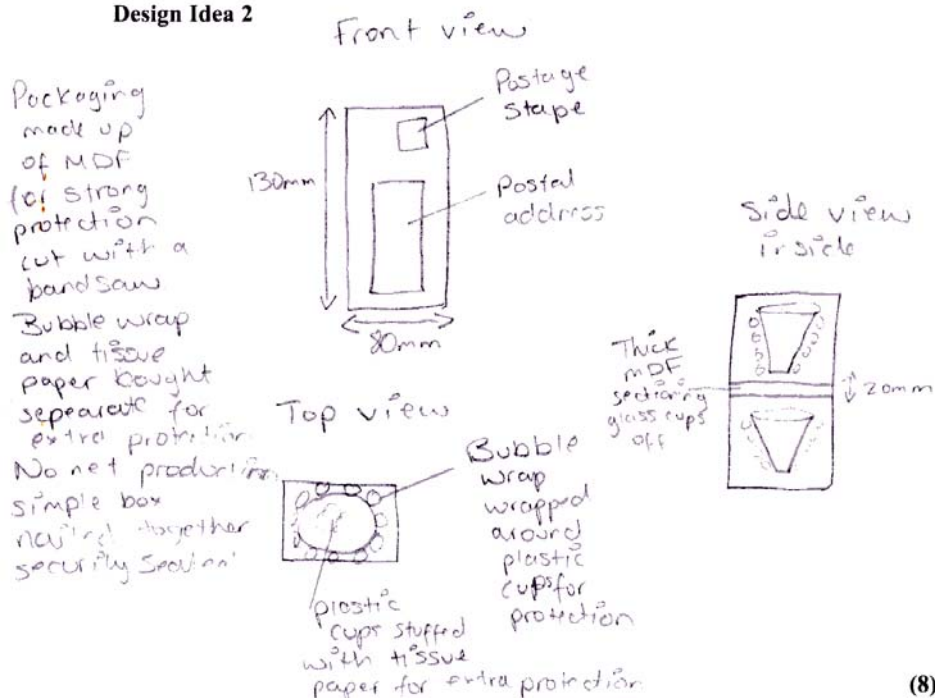 Design Idea 2
Front view
Packaging
made up
of MDF
for strong
protection
cut with a
bandsaw
Bubble wrap
and tissue
paper bought
sepearate for
extra protection
No net production
simple box
nailed together
security
130mm
80mm
Postage
stape
Postal
address
Side view
inside
Thick
MDF
sectioning
glass cups
off
20mm
Top view
Bubble
wrap
wrapped
around
plastic
cups for
protection
plastic
cups stuffed
with tissue
paper for extra protection
(8)